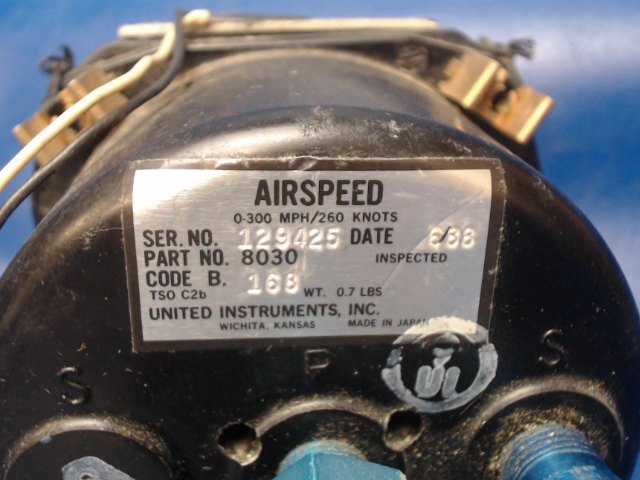 AIRSPEED
0-300 MPH/260 KNOTS
SER. NO. 129425 DATE 6/68
PART NO. 8030 INSPECTED
CODE B. 168 WT. 0.7 LBS
TSO C2b
UNITED INSTRUMENTS, INC.
WICHITA, KANSAS MADE IN JAPAN
S P S